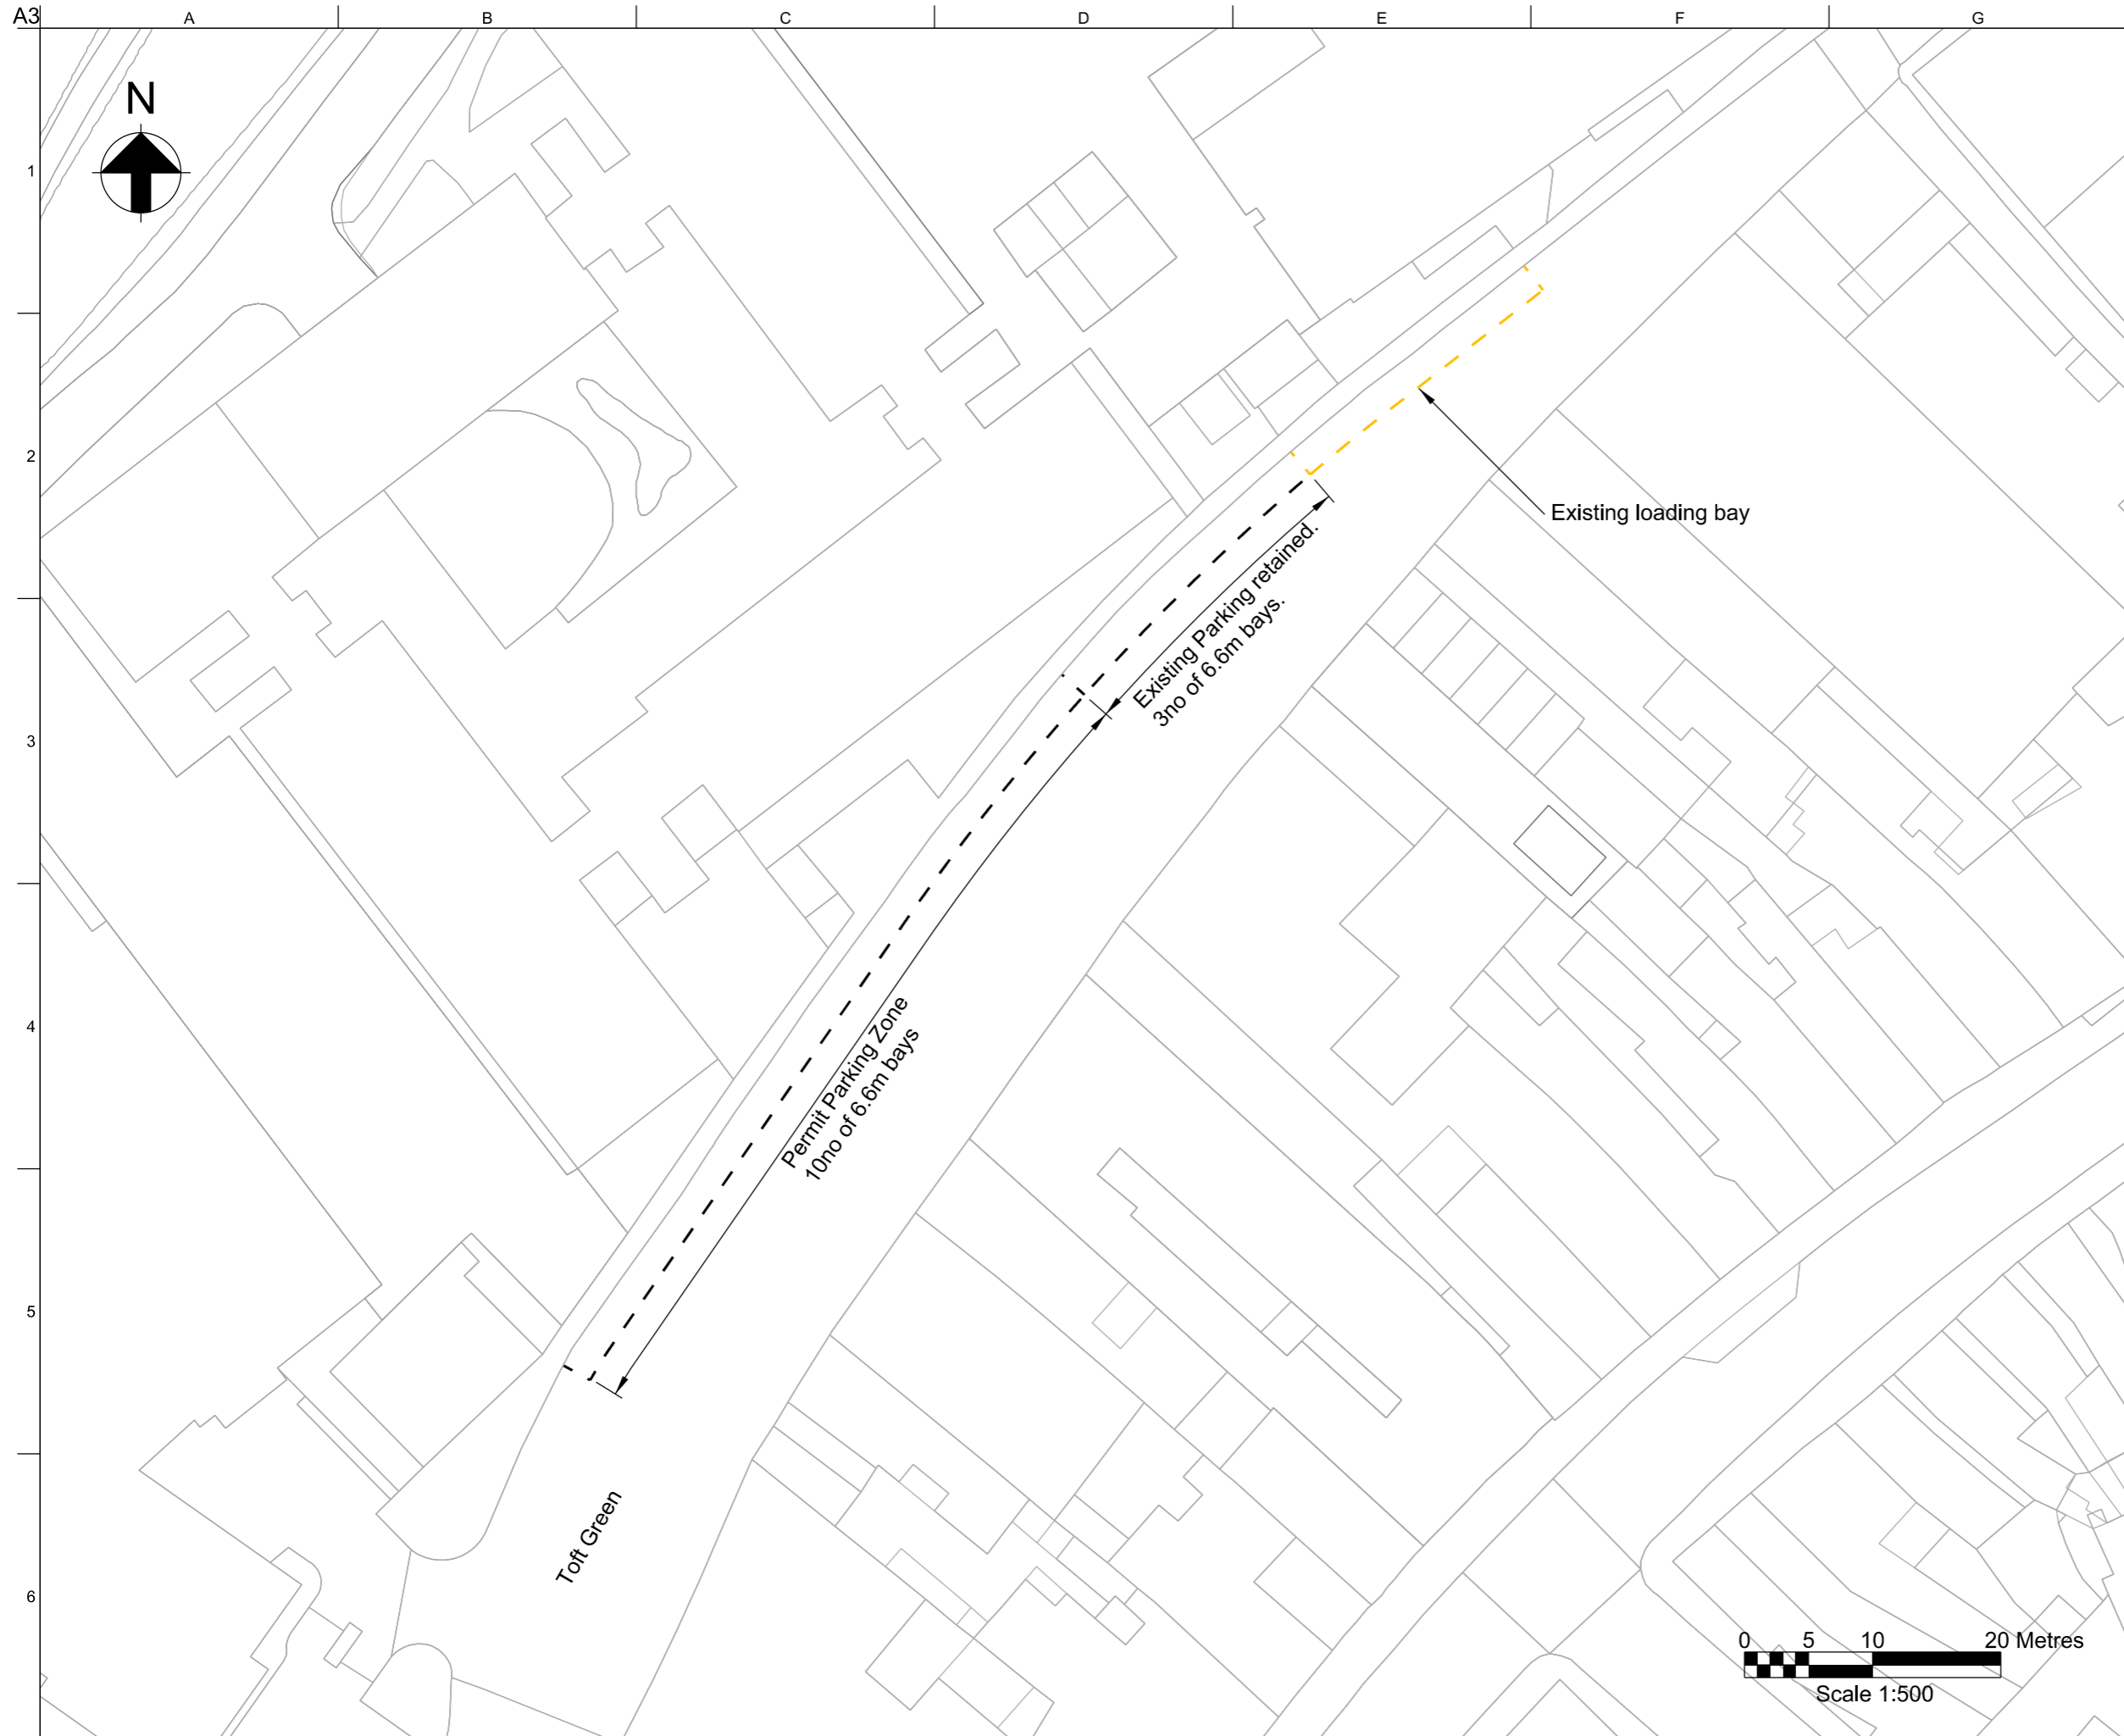 A3
A B C D E F G
N
1
2
3
4
5
6
Existing loading bay
Existing Parking retained.
3no of 6.6m bays.
Permit Parking Zone
10no of 6.6m bays
Toft Green
0 5 10 20 Metres
Scale 1:500